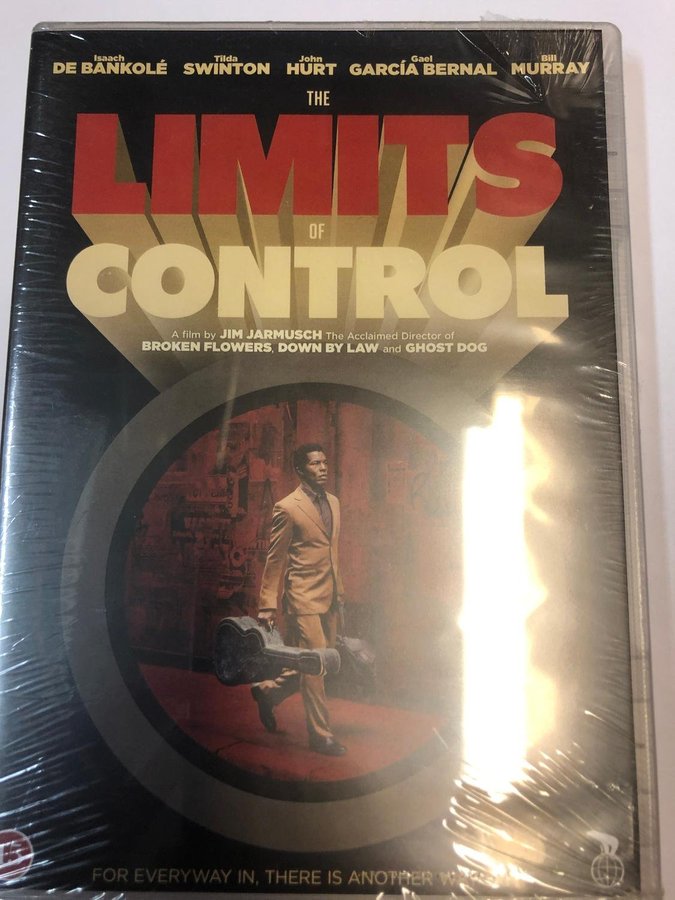 Isaach Tilda John Gael Bill
DE BANKOLÉ SWINTON HURT GARCÍA BERNAL MURRAY
THE
LIMITS
OF
CONTROL
A film by JIM JARMUSCH The Acclaimed Director of
BROKEN FLOWERS, DOWN BY LAW and GHOST DOG
15
FOR EVERYWAY IN, THERE IS ANOTHER